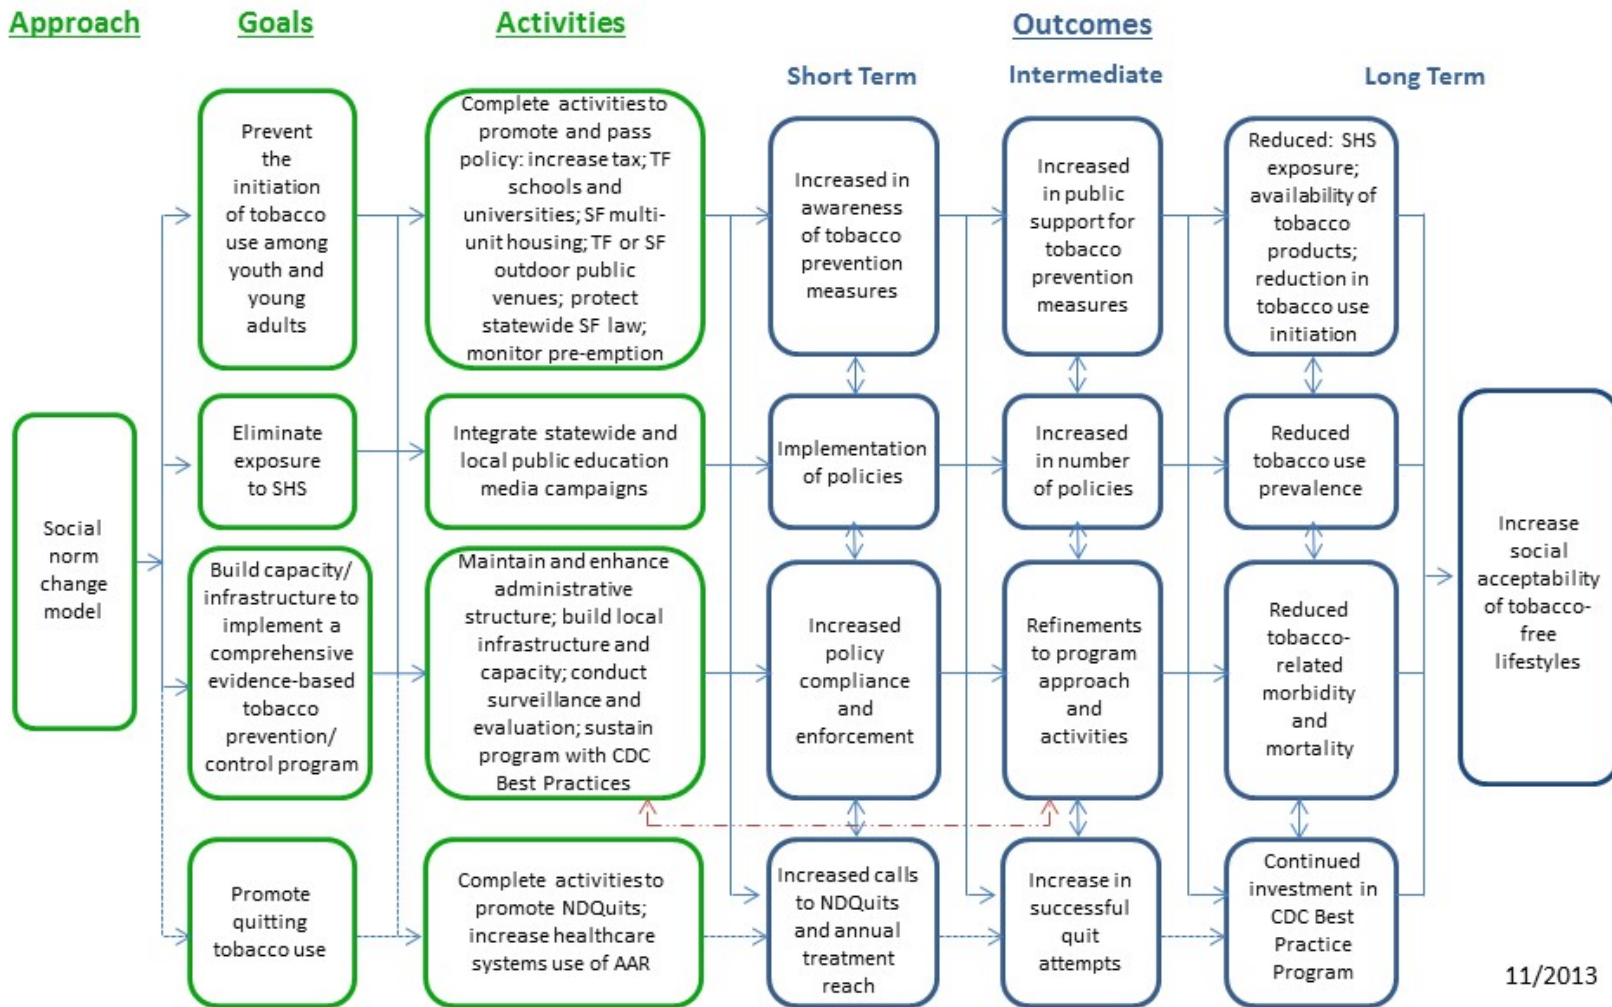 Approach
Goals
Activities
Outcomes
Short Term
Intermediate
Long Term
Social
norm
change
model
Prevent
the
initiation
of tobacco
use among
youth and
young
adults
Eliminate
exposure
to SHS
Build capacity/
infrastructure to
implement a
comprehensive
evidence-based
tobacco
prevention/
control program
Promote
quitting
tobacco use
Complete activities to
promote and pass
policy: increase tax; TF
schools and
universities; SF multi-
unit housing; TF or SF
outdoor public
venues; protect
statewide SF law;
monitor pre-emption
Integrate statewide and
local public education
media campaigns
Maintain and enhance
administrative
structure; build local
infrastructure and
capacity; conduct
surveillance and
evaluation; sustain
program with CDC
Best Practices
Complete activities to
promote NDQuits;
increase healthcare
systems use of AAR
Increased in
awareness
of tobacco
prevention
measures
Implementation
of policies
Increased
policy
compliance
and
enforcement
Increased calls
to NDQuits
and annual
treatment
reach
Increased
in public
support for
tobacco
prevention
measures
Increased
in number
of policies
Refinements
to program
approach
and
activities
Increase in
successful
quit
attempts
Reduced: SHS
exposure;
availability of
tobacco
products;
reduction in
tobacco use
initiation
Reduced
tobacco use
prevalence
Reduced
tobacco-
related
morbidity
and
mortality
Continued
investment in
CDC Best
Practice
Program
Increase
social
acceptability
of tobacco-
free
lifestyles
11/2013